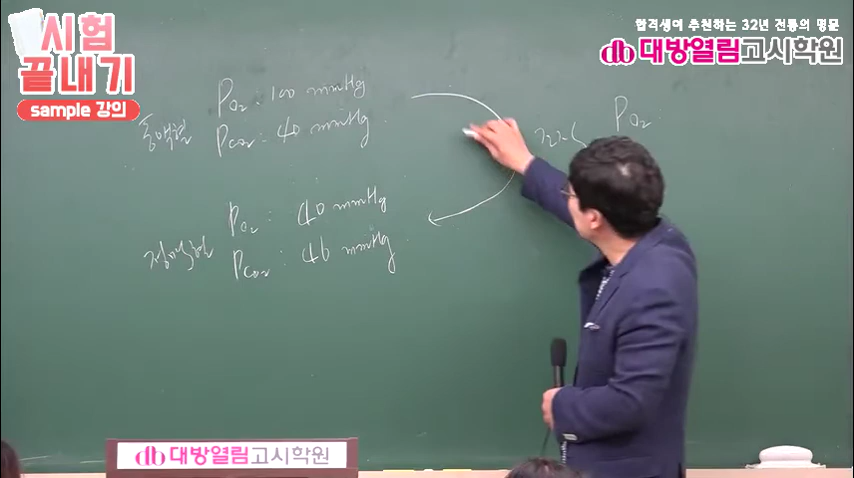 시험
끝내기
sample 강의
합격생이 추천하는 32년 전통의 명문
db 대방열림고시학원
동맥혈
PO2 : 100 mmHg
PCO2 : 40 mmHg
조직
PO2
정맥혈
PO2 : 40 mmHg
PCO2 : 46 mmHg
db 대방열림고시학원